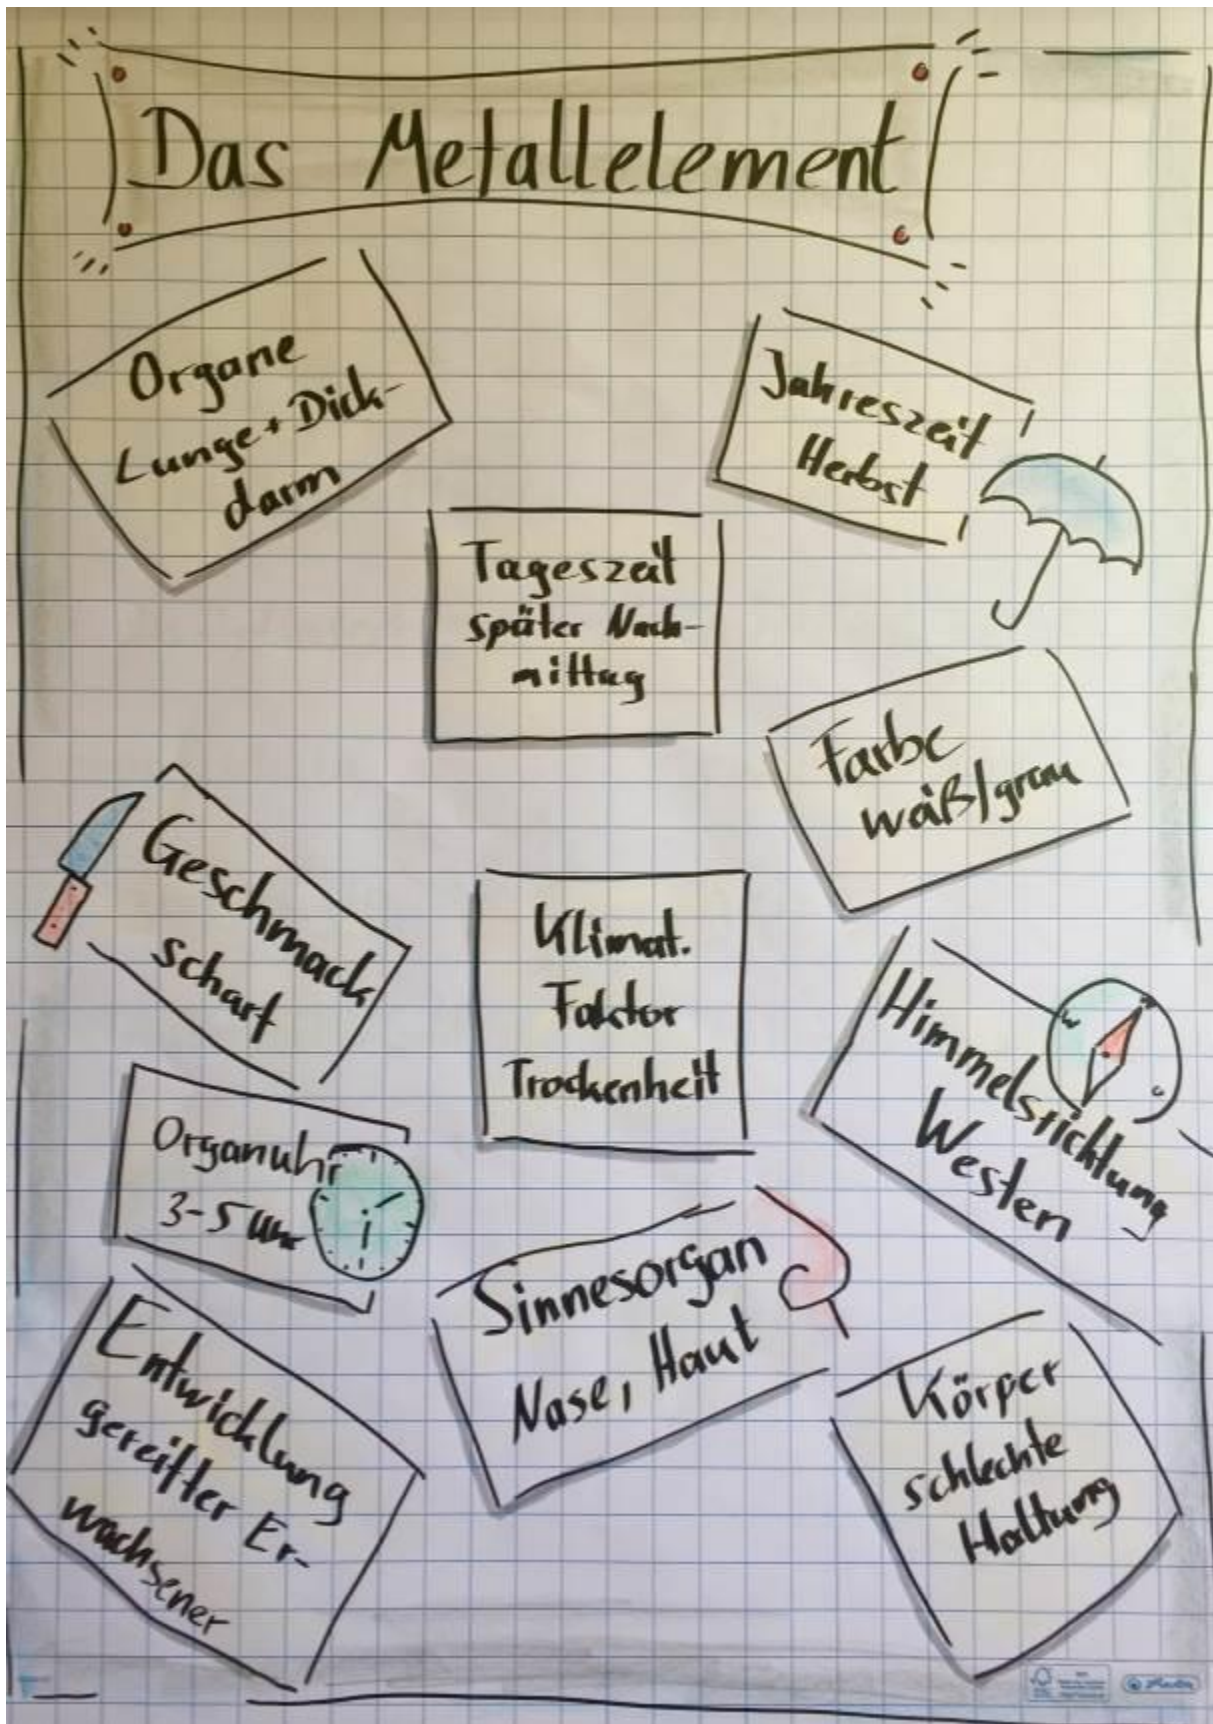 Das Metallelement
Organe
Lunge + Dick-
darm
Jahreszeit
Herbst
Tageszeit
später Nach-
mittag
Farbe
weiß/grau
Geschmack
scharf
Klimat.
Faktor
Trockenheit
Himmelsrichtung
Westen
W
N
O
Organuhr
3-5 Uhr
Sinnesorgan
Nase, Haut
Entwicklung
gereifter Er-
wachsener
Körper
schlechte
Haltung